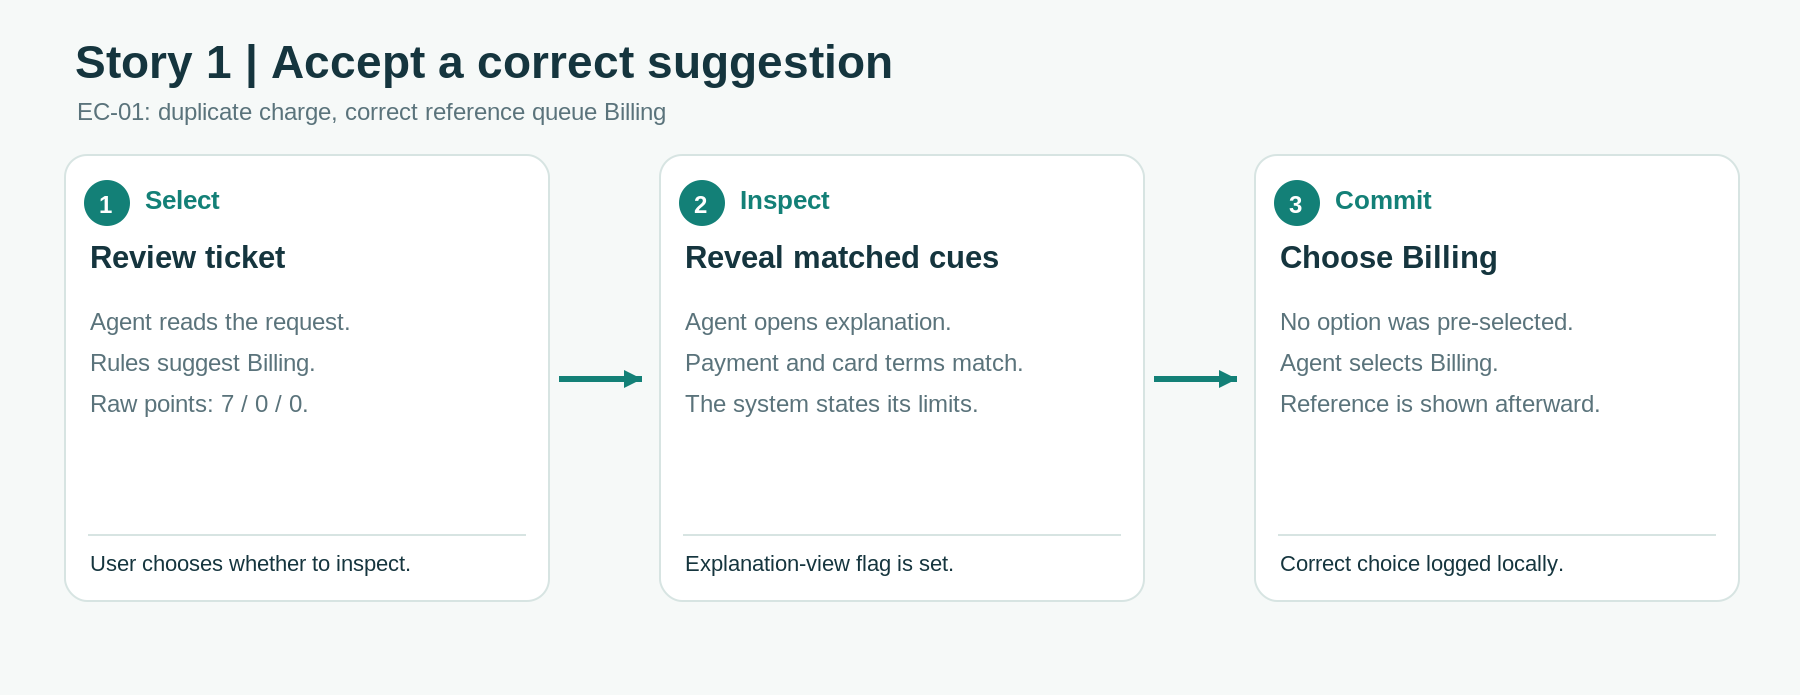 Story 1 | Accept a correct suggestion
EC-01: duplicate charge, correct reference queue Billing
1 Select
Review ticket
Agent reads the request.
Rules suggest Billing.
Raw points: 7 / 0 / 0.
User chooses whether to inspect.
2 Inspect
Reveal matched cues
Agent opens explanation.
Payment and card terms match.
The system states its limits.
Explanation-view flag is set.
3 Commit
Choose Billing
No option was pre-selected.
Agent selects Billing.
Reference is shown afterward.
Correct choice logged locally.